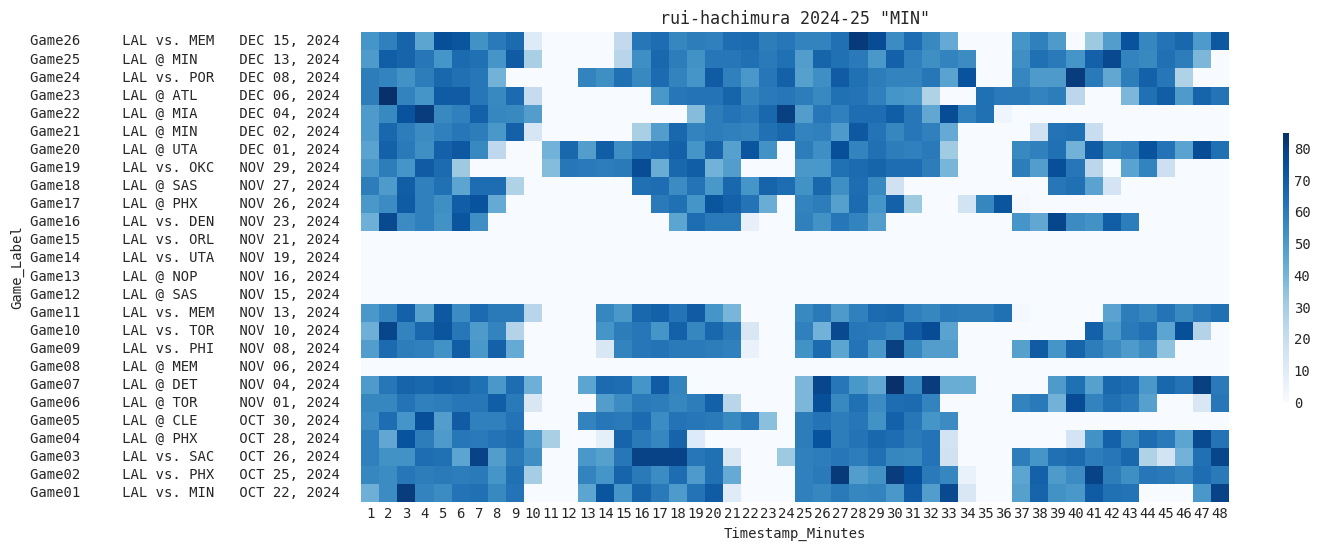 rui-hachimura 2024-25 "MIN"
Game26 LAL vs. MEM DEC 15, 2024
Game25 LAL @ MIN DEC 13, 2024
Game24 LAL vs. POR DEC 08, 2024
Game23 LAL @ ATL DEC 06, 2024
Game22 LAL @ MIA DEC 04, 2024
Game21 LAL @ MIN DEC 02, 2024
Game20 LAL @ UTA DEC 01, 2024
Game19 LAL vs. OKC NOV 29, 2024
Game18 LAL @ SAS NOV 27, 2024
Game17 LAL @ PHX NOV 26, 2024
Game16 LAL vs. DEN NOV 23, 2024
Game15 LAL vs. ORL NOV 21, 2024
Game14 LAL vs. UTA NOV 19, 2024
Game13 LAL @ NOP NOV 16, 2024
Game12 LAL @ SAS NOV 15, 2024
Game11 LAL vs. MEM NOV 13, 2024
Game10 LAL vs. TOR NOV 10, 2024
Game09 LAL vs. PHI NOV 08, 2024
Game08 LAL @ MEM NOV 06, 2024
Game07 LAL @ DET NOV 04, 2024
Game06 LAL @ TOR NOV 01, 2024
Game05 LAL @ CLE OCT 30, 2024
Game04 LAL @ PHX OCT 28, 2024
Game03 LAL vs. SAC OCT 26, 2024
Game02 LAL vs. PHX OCT 25, 2024
Game01 LAL vs. MIN OCT 22, 2024
Game_Label
1 2 3 4 5 6 7 8 9 10 11 12 13 14 15 16 17 18 19 20 21 22 23 24 25 26 27 28 29 30 31 32 33 34 35 36 37 38 39 40 41 42 43 44 45 46 47 48
Timestamp_Minutes
80
70
60
50
40
30
20
10
0